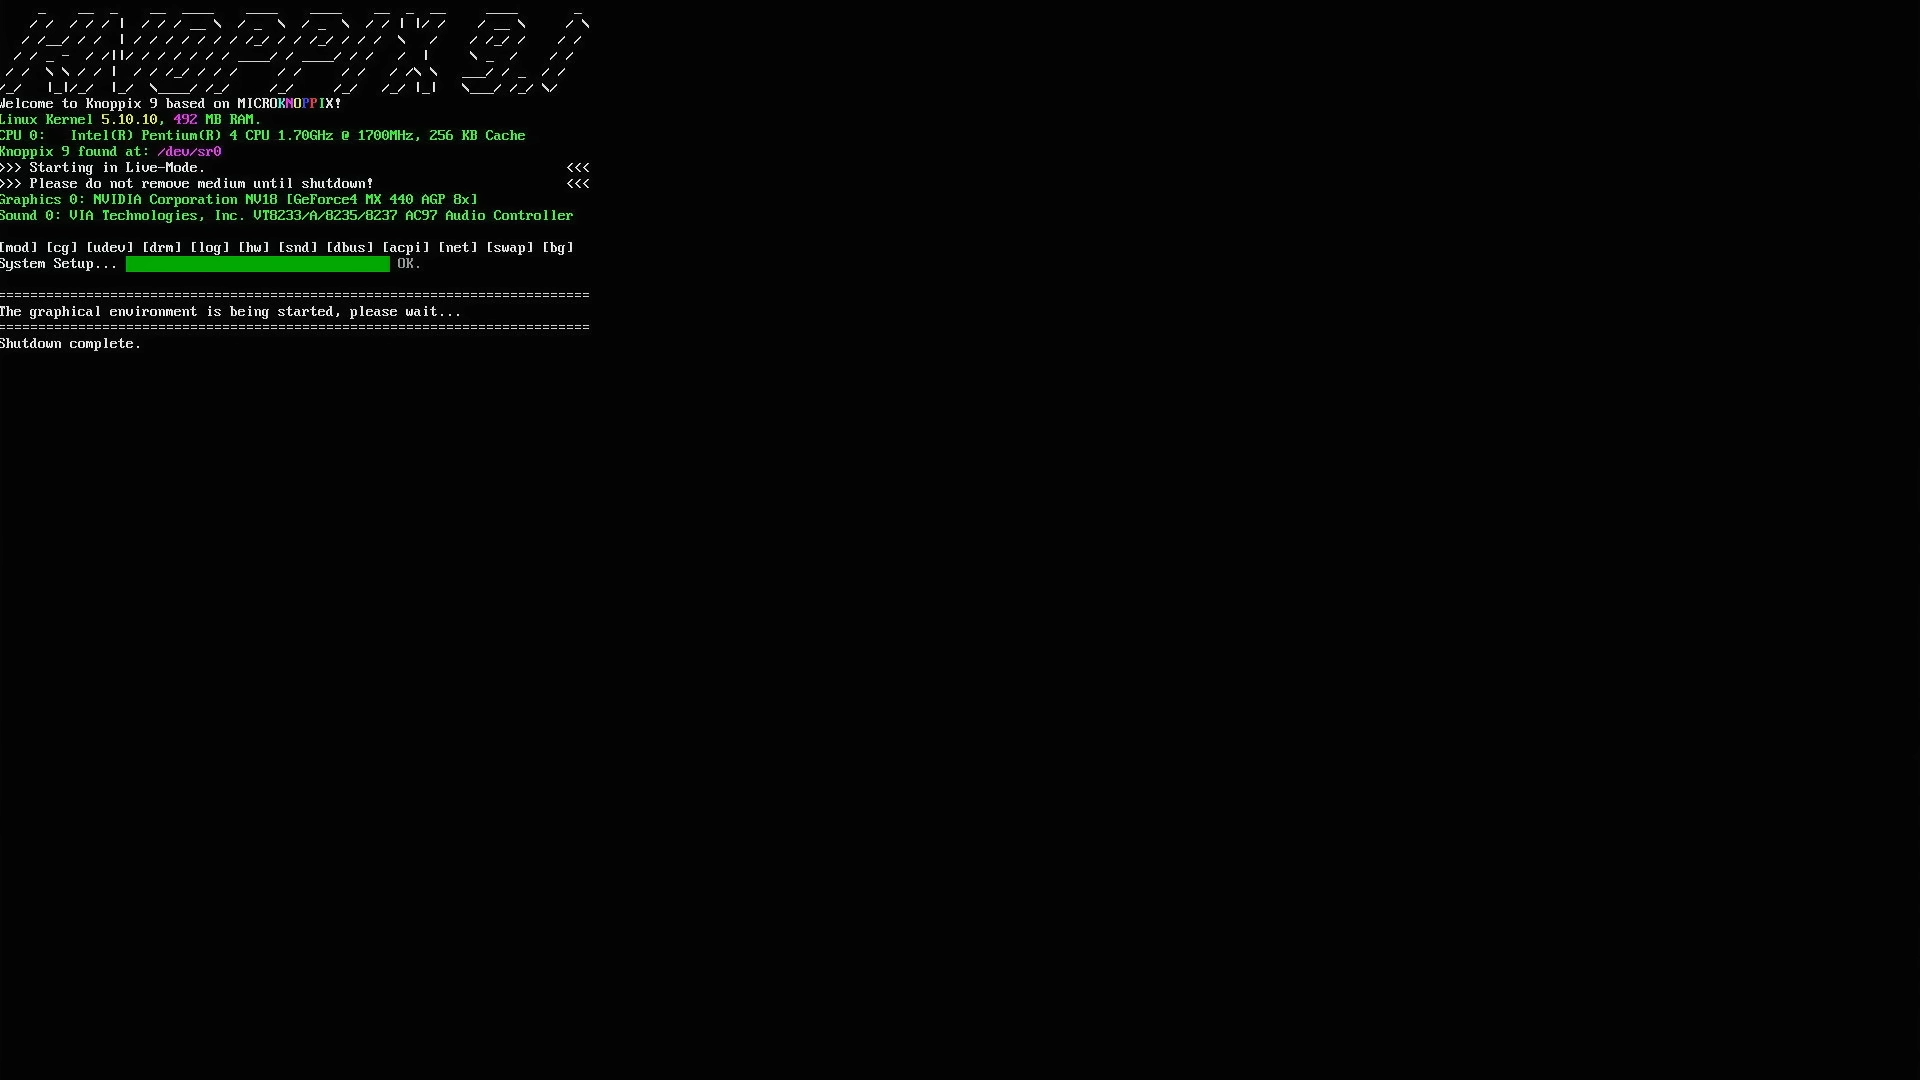 KNOPPIX 9.1
Welcome to Knoppix 9 based on MICROKNOPPIX!
Linux Kernel 5.10.10, 492 MB RAM.
CPU 0:   Intel(R) Pentium(R) 4 CPU 1.70GHz @ 1700MHz, 256 KB Cache
Knoppix 9 found at: /dev/sr0
>>> Starting in Live-Mode. <<<
>>> Please do not remove medium until shutdown! <<<
Graphics 0: NVIDIA Corporation NV18 [GeForce4 MX 440 AGP 8x]
Sound 0: VIA Technologies, Inc. VT8233/A/8235/8237 AC97 Audio Controller
[mod] [cg] [udev] [drm] [log] [hw] [snd] [dbus] [acpi] [net] [swap] [bg]
System Setup... OK.
==========================================================================
The graphical environment is being started, please wait...
==========================================================================
Shutdown complete.